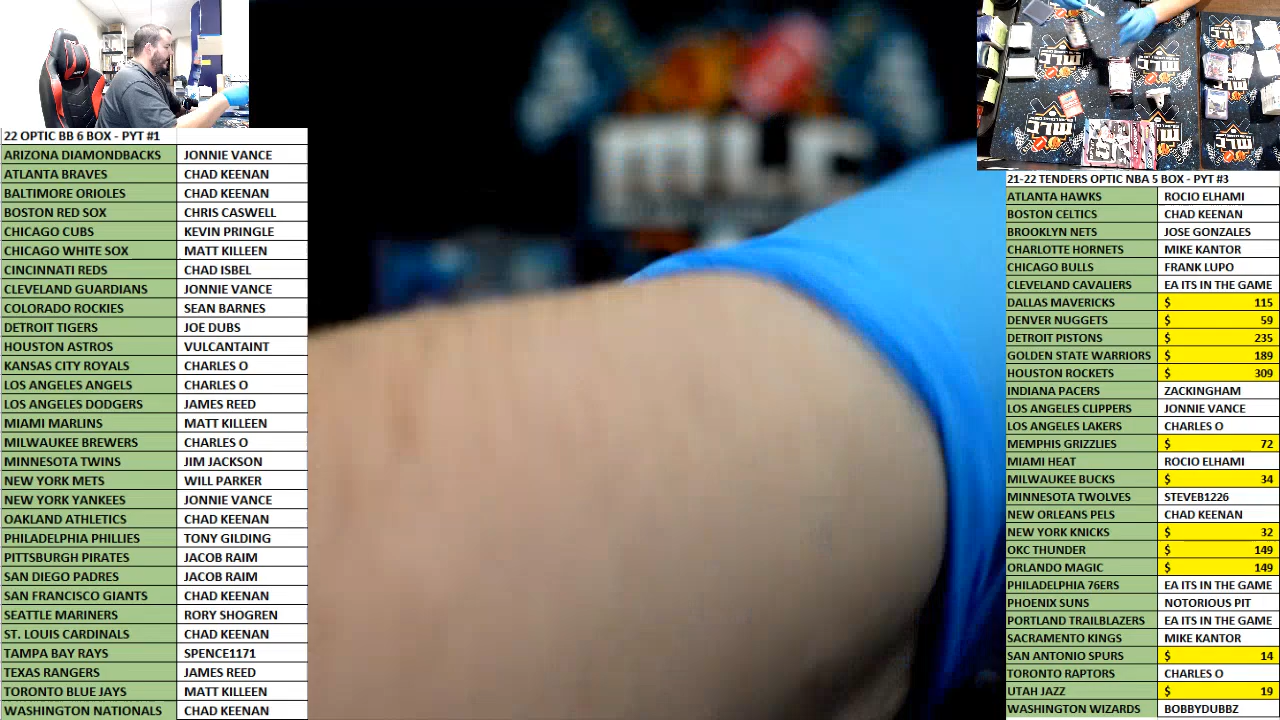 22 OPTIC BB 6 BOX - PYT #1
ARIZONA DIAMONDBACKS JONNIE VANCE
ATLANTA BRAVES CHAD KEENAN
BALTIMORE ORIOLES CHAD KEENAN
BOSTON RED SOX CHRIS CASWELL
CHICAGO CUBS KEVIN PRINGLE
CHICAGO WHITE SOX MATT KILLEEN
CINCINNATI REDS CHAD ISBEL
CLEVELAND GUARDIANS JONNIE VANCE
COLORADO ROCKIES SEAN BARNES
DETROIT TIGERS JOE DUBS
HOUSTON ASTROS VULCANTAINT
KANSAS CITY ROYALS CHARLES O
LOS ANGELES ANGELS CHARLES O
LOS ANGELES DODGERS JAMES REED
MIAMI MARLINS MATT KILLEEN
MILWAUKEE BREWERS CHARLES O
MINNESOTA TWINS JIM JACKSON
NEW YORK METS WILL PARKER
NEW YORK YANKEES JONNIE VANCE
OAKLAND ATHLETICS CHAD KEENAN
PHILADELPHIA PHILLIES TONY GILDING
PITTSBURGH PIRATES JACOB RAIM
SAN DIEGO PADRES JACOB RAIM
SAN FRANCISCO GIANTS CHAD KEENAN
SEATTLE MARINERS RORY SHOGREN
ST. LOUIS CARDINALS CHAD KEENAN
TAMPA BAY RAYS SPENCE1171
TEXAS RANGERS JAMES REED
TORONTO BLUE JAYS MATT KILLEEN
WASHINGTON NATIONALS CHAD KEENAN
MLC
21-22 TENDERS OPTIC NBA 5 BOX - PYT #3
ATLANTA HAWKS ROCIO ELHAMI
BOSTON CELTICS CHAD KEENAN
BROOKLYN NETS JOSE GONZALES
CHARLOTTE HORNETS MIKE KANTOR
CHICAGO BULLS FRANK LUPO
CLEVELAND CAVALIERS EA ITS IN THE GAME
DALLAS MAVERICKS $ 115
DENVER NUGGETS $ 59
DETROIT PISTONS $ 235
GOLDEN STATE WARRIORS $ 189
HOUSTON ROCKETS $ 309
INDIANA PACERS ZACKINGHAM
LOS ANGELES CLIPPERS JONNIE VANCE
LOS ANGELES LAKERS CHARLES O
MEMPHIS GRIZZLIES $ 72
MIAMI HEAT ROCIO ELHAMI
MILWAUKEE BUCKS $ 34
MINNESOTA TWOLVES STEVEB1226
NEW ORLEANS PELS CHAD KEENAN
NEW YORK KNICKS $ 32
OKC THUNDER $ 149
ORLANDO MAGIC $ 149
PHILADELPHIA 76ERS EA ITS IN THE GAME
PHOENIX SUNS NOTORIOUS PIT
PORTLAND TRAILBLAZERS EA ITS IN THE GAME
SACRAMENTO KINGS MIKE KANTOR
SAN ANTONIO SPURS $ 14
TORONTO RAPTORS CHARLES O
UTAH JAZZ $ 19
WASHINGTON WIZARDS BOBBYDUBBZ